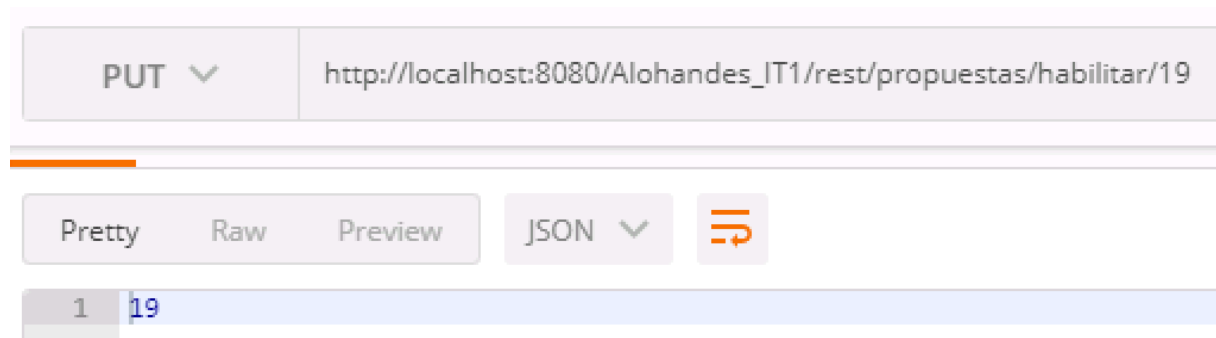 PUT http://localhost:8080/Alohandes_IT1/rest/propuestas/habilitar/19
Pretty Raw Preview JSON
1 19